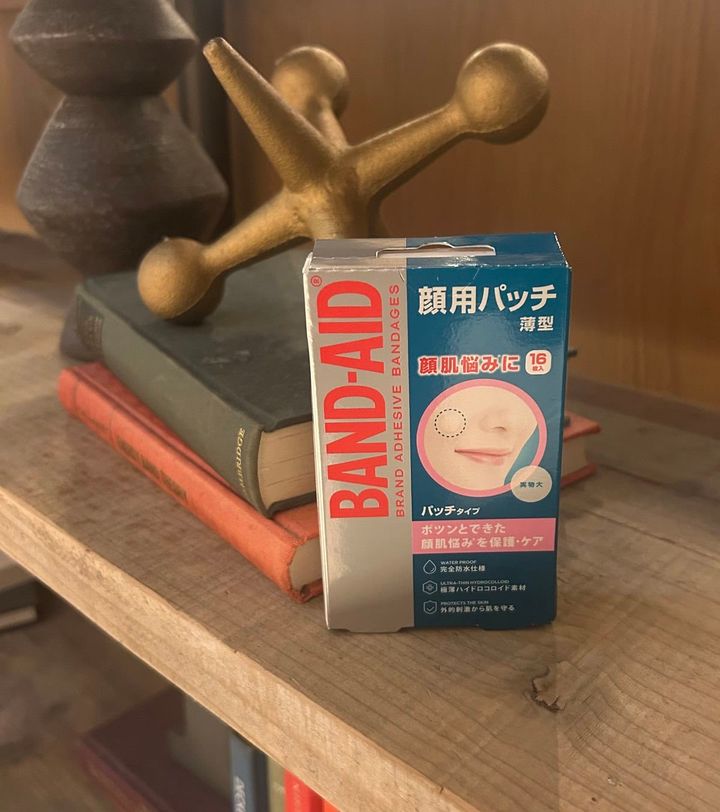 BAND-AID®
BRAND ADHESIVE BANDAGES
顔用パッチ
薄型
顔肌悩みに
16
枚入
実物大
パッチタイプ
ポツンとできた
顔肌悩み*を保護・ケア
WATER PROOF
完全防水仕様
ULTRA-THIN HYDROCOLLOID
極薄ハイドロコロイド素材
PROTECTS THE SKIN
外的刺激から肌を守る